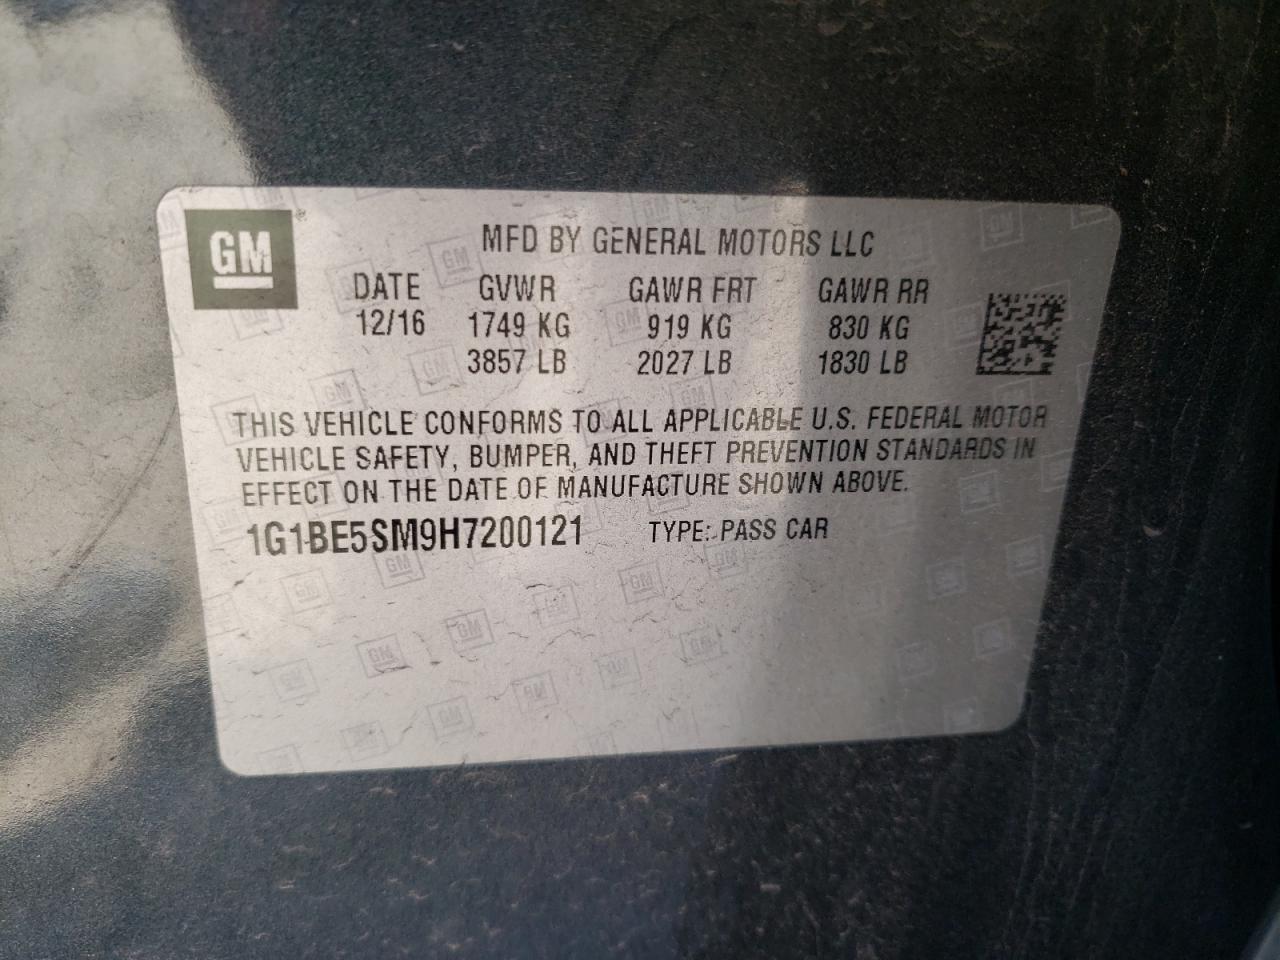 GM
MFD BY GENERAL MOTORS LLC
DATE GVWR GAWR FRT GAWR RR
12/16 1749 KG 919 KG 830 KG
3857 LB 2027 LB 1830 LB
THIS VEHICLE CONFORMS TO ALL APPLICABLE U.S. FEDERAL MOTOR
VEHICLE SAFETY, BUMPER, AND THEFT PREVENTION STANDARDS IN
EFFECT ON THE DATE OF MANUFACTURE SHOWN ABOVE.
1G1BE5SM9H7200121 TYPE: PASS CAR